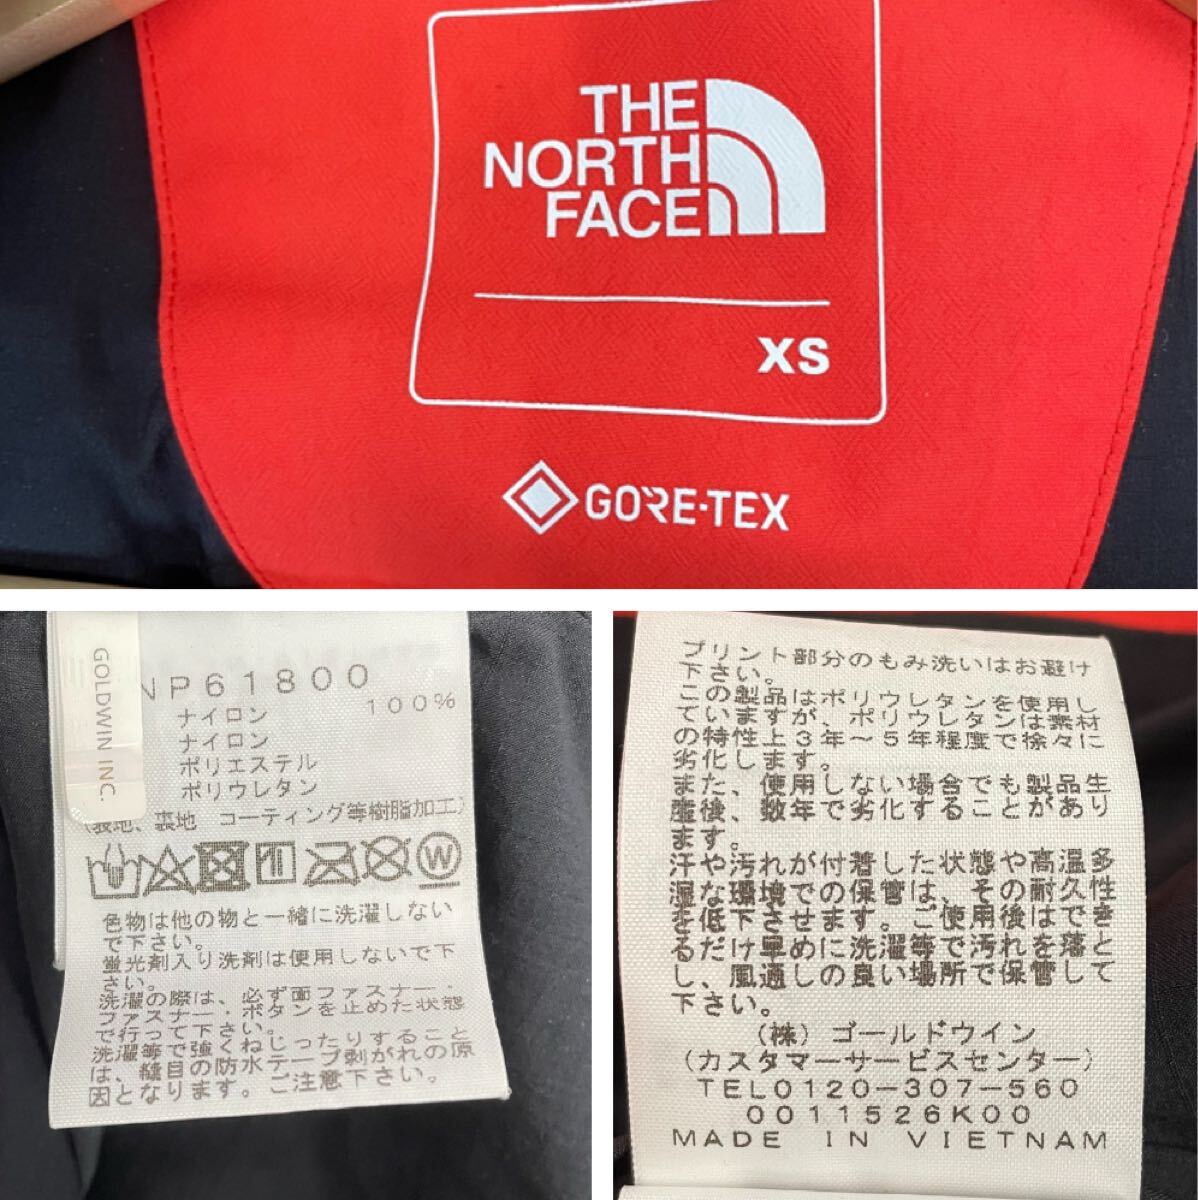 THE
NORTH
FACE
XS
GORE-TEX
GOLDWIN INC.
NP61800
ナイロン 100%
ナイロン
ポリエステル
ポリウレタン
(表地、裏地 コーティング等樹脂加工)
W
色物は他の物と一緒に洗濯しない
で下さい。
蛍光剤入り洗剤は使用しないで下
さい。
洗濯の際は、必ず面ファスナー・
ファスナー・ボタンを止めた状態
で行って下さい。
洗濯等で強くねじったりすること
は、縫目の防水テープ剥がれの原
因となります。ご注意下さい。
プリント部分のもみ洗いはお避け
下さい。
この製品はポリウレタンを使用し
ていますが、ポリウレタンは素材
の特性上3年～5年程度で徐々に
劣化します。
また、使用しない場合でも製品生
産後、数年で劣化することがあり
ます。
汗や汚れが付着した状態や高温多
湿な環境での保管は、その耐久性
を低下させます。ご使用後はでき
るだけ早めに洗濯等で汚れを落と
し、風通しの良い場所で保管して
下さい。
(株)ゴールドウイン
(カスタマーサービスセンター)
TEL0120-307-560
0011526K00
MADE IN VIETNAM